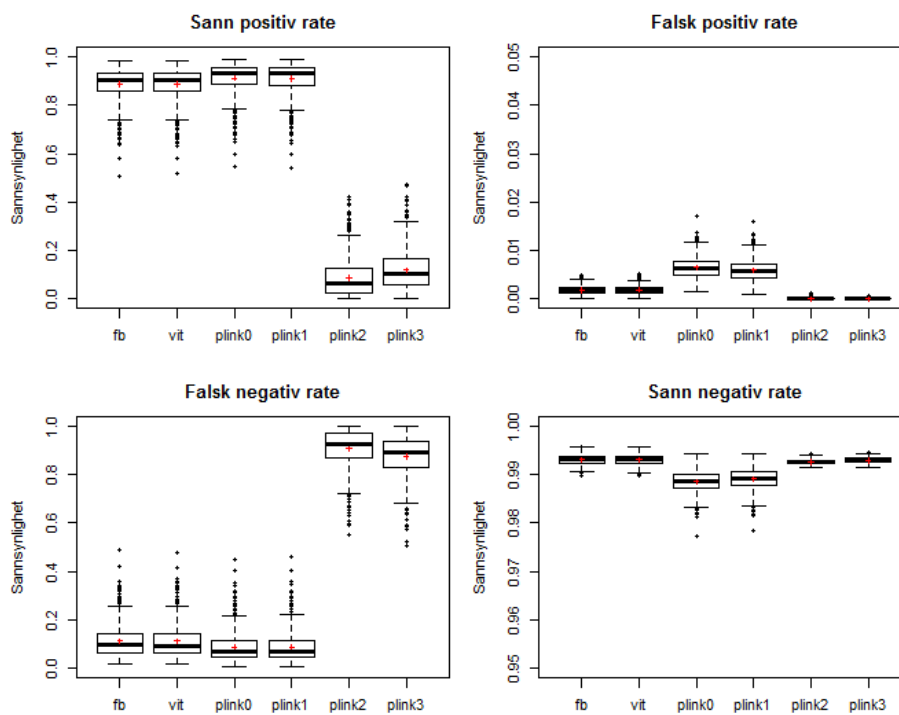 Sann positiv rate
Sannsynlighet
1.0
0.8
0.6
0.4
0.2
0.0
fb vit plink0 plink1 plink2 plink3
Falsk positiv rate
Sannsynlighet
0.05
0.04
0.03
0.02
0.01
0.00
fb vit plink0 plink1 plink2 plink3
Falsk negativ rate
Sannsynlighet
1.0
0.8
0.6
0.4
0.2
0.0
fb vit plink0 plink1 plink2 plink3
Sann negativ rate
Sannsynlighet
1.00
0.99
0.98
0.97
0.96
0.95
fb vit plink0 plink1 plink2 plink3